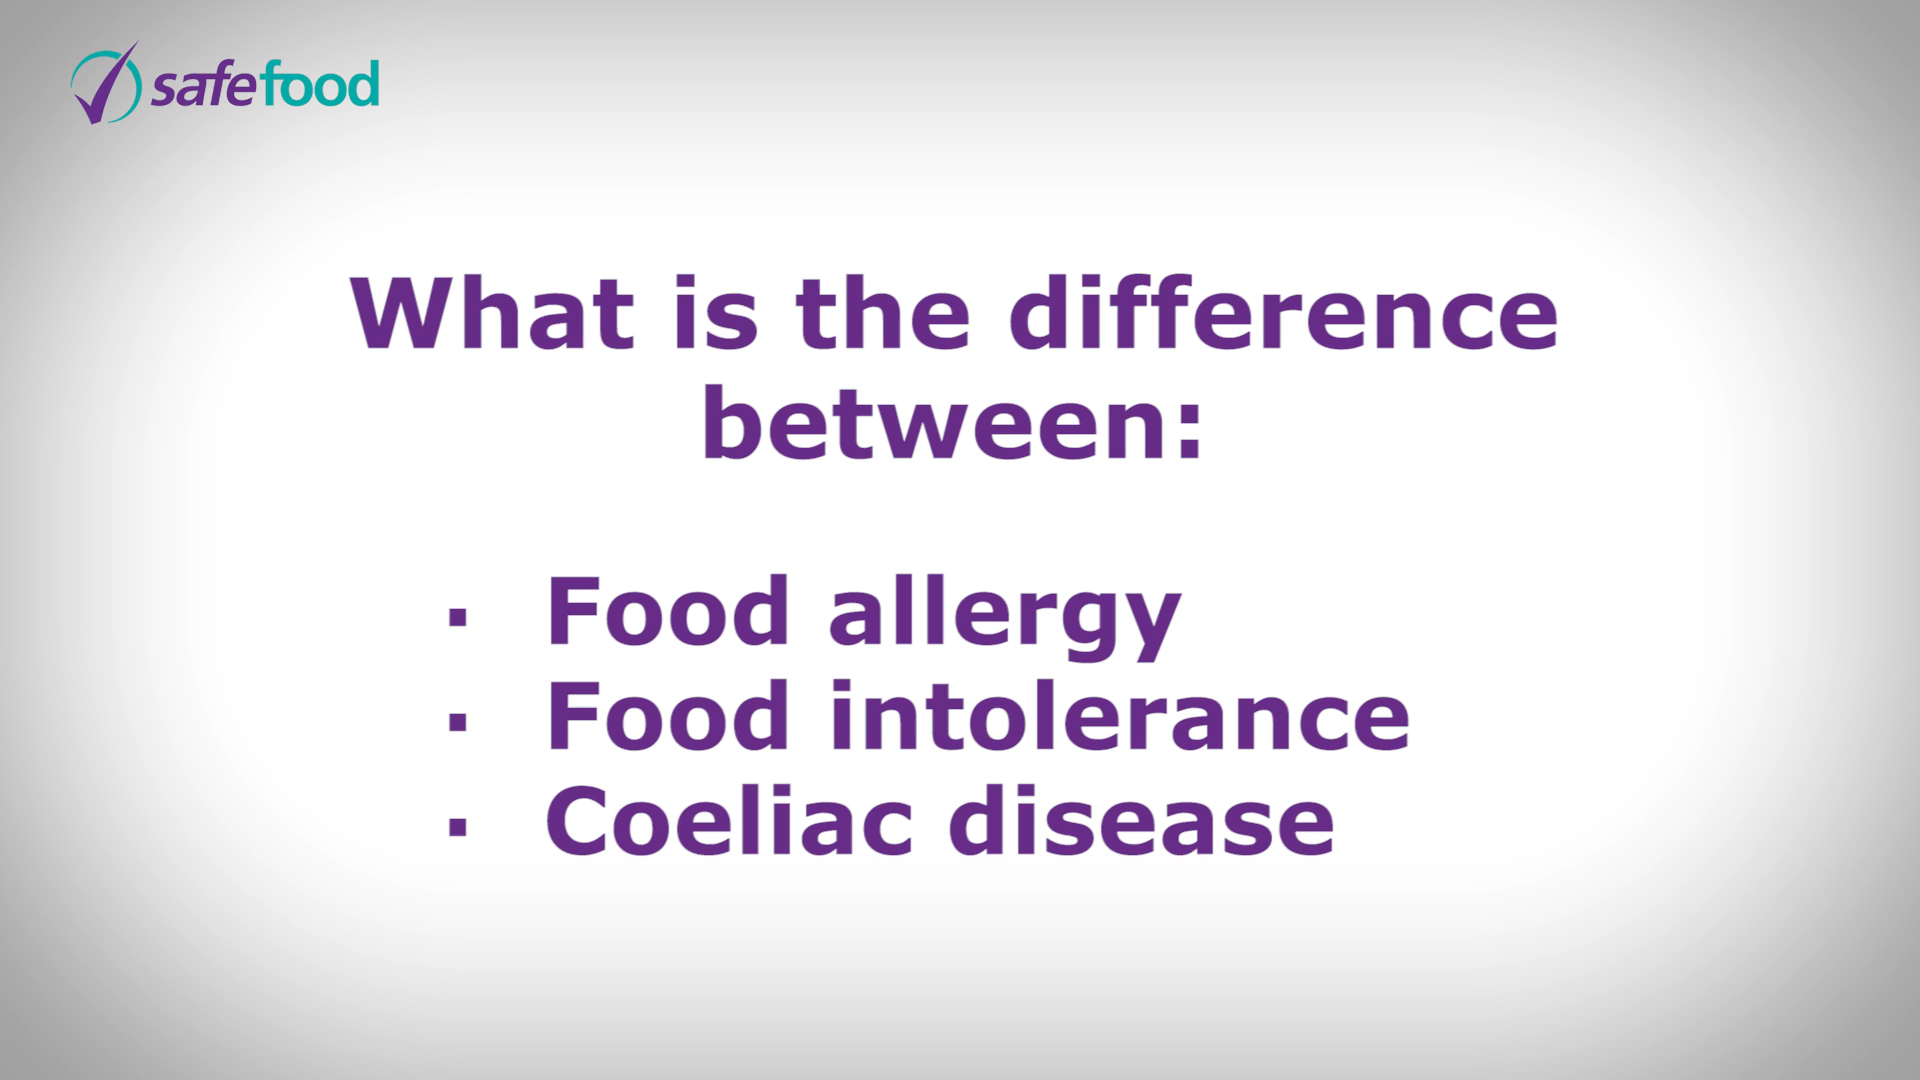 safefood
What is the difference
between:
▪ Food allergy
▪ Food intolerance
▪ Coeliac disease